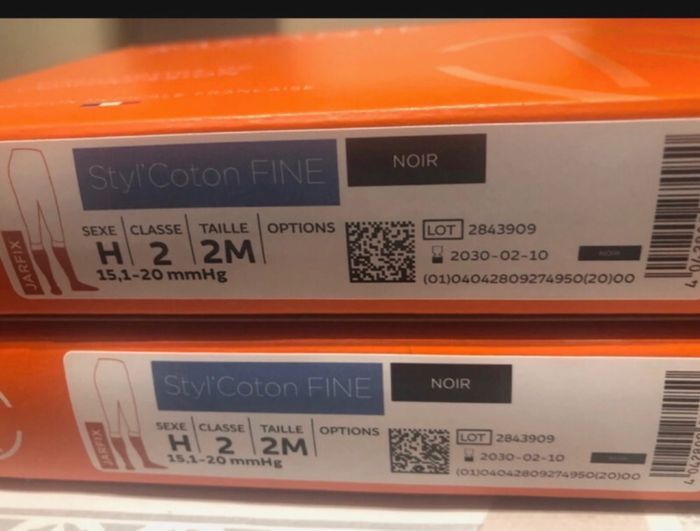 FRANÇAISE
Styl'Coton FINE
NOIR
JARFIX
SEXE CLASSE TAILLE OPTIONS
H 2 2M
15,1-20 mmHg
LOT 2843909
2030-02-10
NOIR
(01)04042809274950(20)00
Styl'Coton FINE
NOIR
JARFIX
SEXE CLASSE TAILLE OPTIONS
H 2 2M
15,1-20 mmHg
LOT 2843909
2030-02-10
(01)04042809274950(20)00